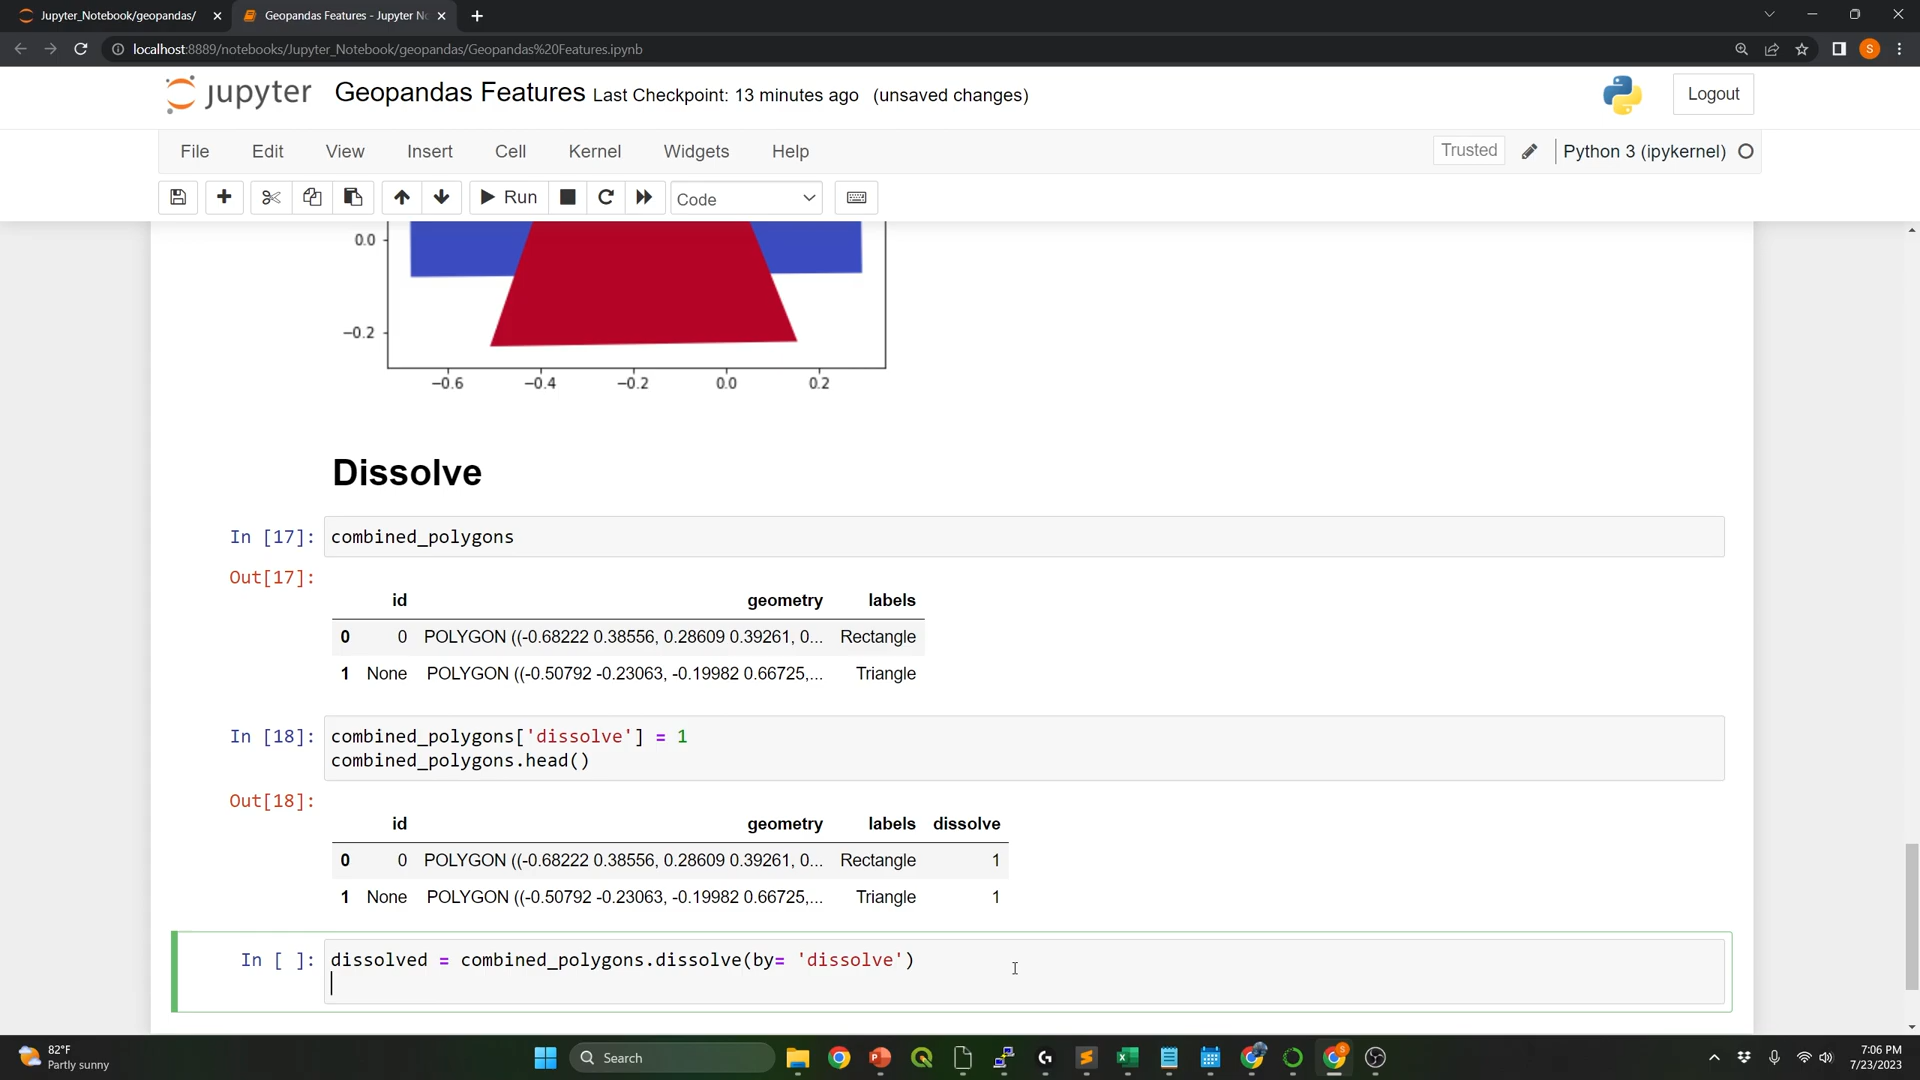 Jupyter_Notebook/geopandas/
Geopandas Features - Jupyter No
localhost:8889/notebooks/Jupyter_Notebook/geopandas/Geopandas%20Features.ipynb
S
jupyter Geopandas Features Last Checkpoint: 13 minutes ago (unsaved changes)
Logout
File Edit View Insert Cell Kernel Widgets Help
Trusted Python 3 (ipykernel)
Run Code
0.0
−0.2
−0.6 −0.4 −0.2 0.0 0.2
Dissolve
In [17]: combined_polygons
Out[17]:
id geometry labels
0 0 POLYGON ((-0.68222 0.38556, 0.28609 0.39261, 0... Rectangle
1 None POLYGON ((-0.50792 -0.23063, -0.19982 0.66725,... Triangle
In [18]: combined_polygons['dissolve'] = 1
combined_polygons.head()
Out[18]:
id geometry labels dissolve
0 0 POLYGON ((-0.68222 0.38556, 0.28609 0.39261, 0... Rectangle 1
1 None POLYGON ((-0.50792 -0.23063, -0.19982 0.66725,... Triangle 1
In [ ]: dissolved = combined_polygons.dissolve(by= 'dissolve')
82°F
Partly sunny
Search
7:06 PM
7/23/2023